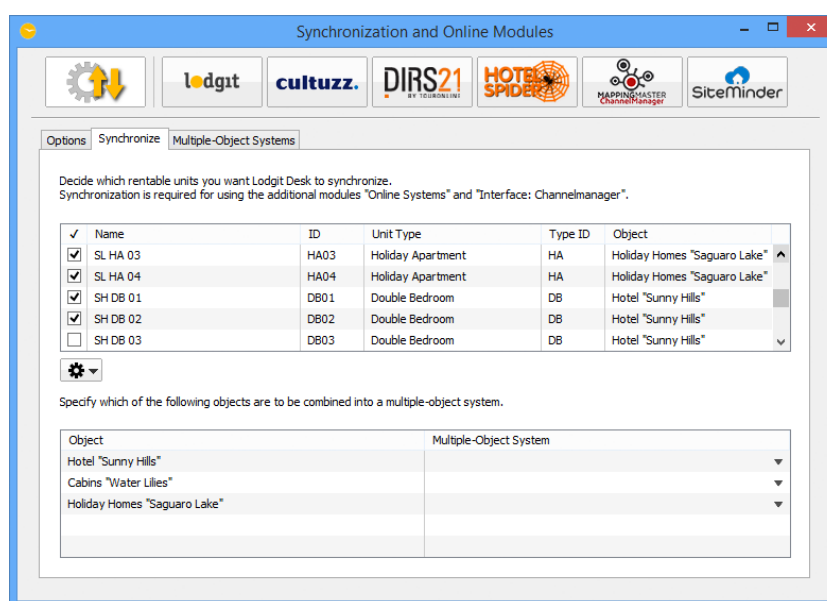 Synchronization and Online Modules
lodgit
cultuzz.
DIRS21
BY TOURONLINE
HOTEL
SPIDER
MAPPINGMASTER
ChannelManager
SiteMinder
Options Synchronize Multiple-Object Systems
Decide which rentable units you want Lodgit Desk to synchronize.
Synchronization is required for using the additional modules "Online Systems" and "Interface: Channelmanager".
✓ Name ID Unit Type Type ID Object
SL HA 03 HA03 Holiday Apartment HA Holiday Homes "Saguaro Lake"
SL HA 04 HA04 Holiday Apartment HA Holiday Homes "Saguaro Lake"
SH DB 01 DB01 Double Bedroom DB Hotel "Sunny Hills"
SH DB 02 DB02 Double Bedroom DB Hotel "Sunny Hills"
SH DB 03 DB03 Double Bedroom DB Hotel "Sunny Hills"
Specify which of the following objects are to be combined into a multiple-object system.
Object Multiple-Object System
Hotel "Sunny Hills"
Cabins "Water Lilies"
Holiday Homes "Saguaro Lake"